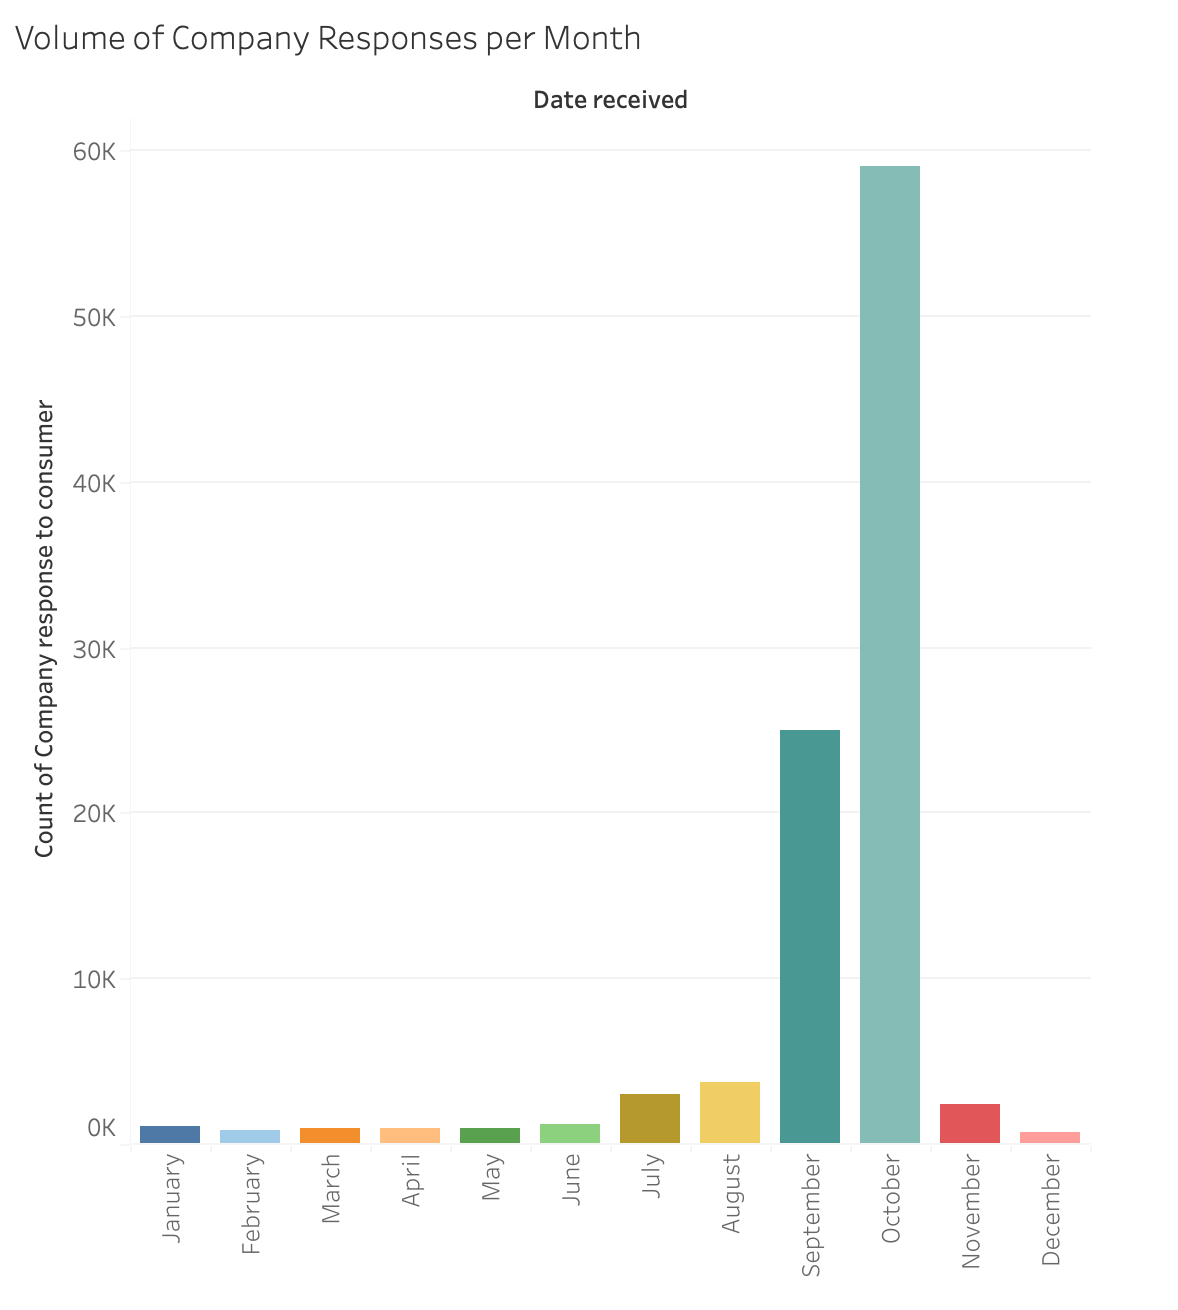 Volume of Company Responses per Month
Date received
Count of Company response to consumer
60K
50K
40K
30K
20K
10K
0K
January
February
March
April
May
June
July
August
September
October
November
December